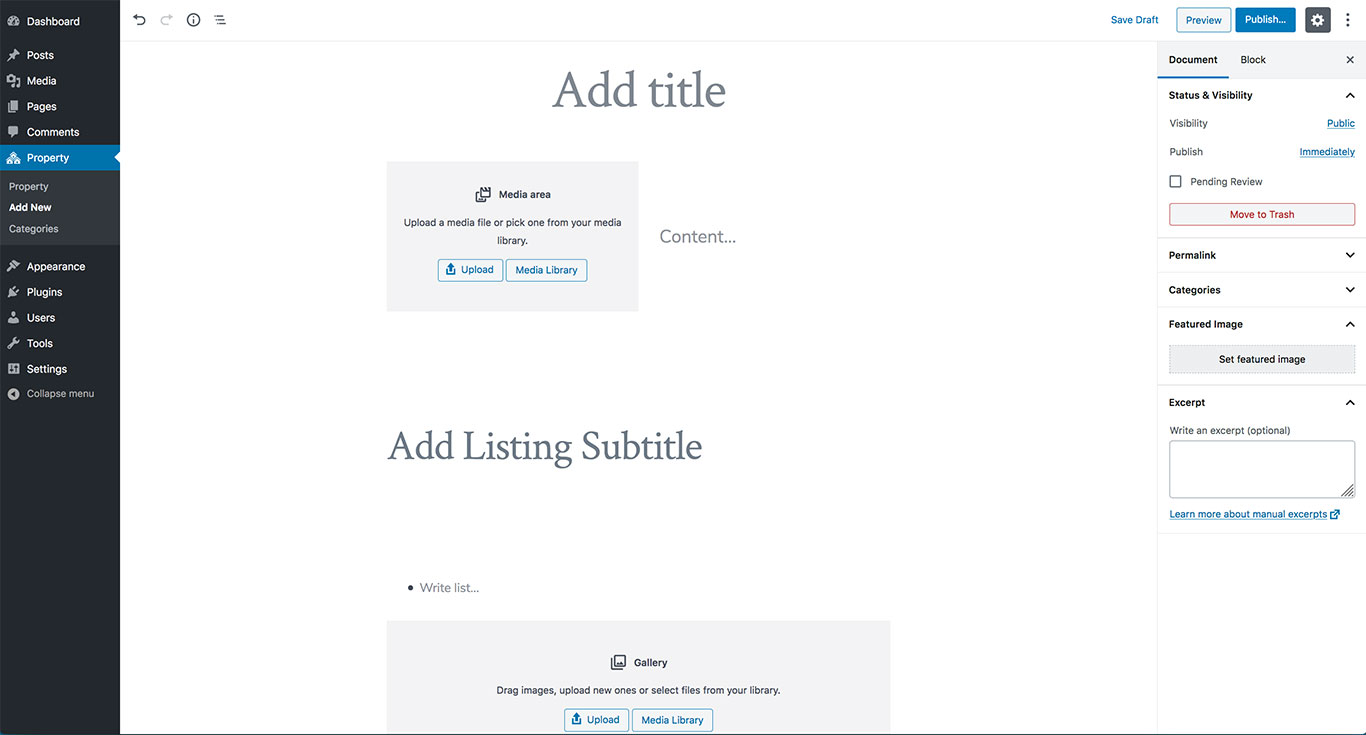 Dashboard
Posts
Media
Pages
Comments
Property
Property
Add New
Categories
Appearance
Plugins
Users
Tools
Settings
Collapse menu
Save Draft
Preview
Publish...
Add title
Media area
Upload a media file or pick one from your media
library.
Upload
Media Library
Content...
Add Listing Subtitle
Write list...
Gallery
Drag images, upload new ones or select files from your library.
Upload
Media Library
Document
Block
Status & Visibility
Visibility
Public
Publish
Immediately
Pending Review
Move to Trash
Permalink
Categories
Featured Image
Set featured image
Excerpt
Write an excerpt (optional)
Learn more about manual excerpts